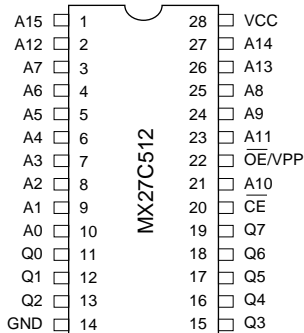 A15 1 28 VCC
A12 2 27 A14
A7 3 26 A13
A6 4 25 A8
A5 5 24 A9
A4 6 23 A11
A3 7 22 OE/VPP
A2 8 21 A10
A1 9 20 CE
A0 10 19 Q7
Q0 11 18 Q6
Q1 12 17 Q5
Q2 13 16 Q4
GND 14 15 Q3
MX27C512